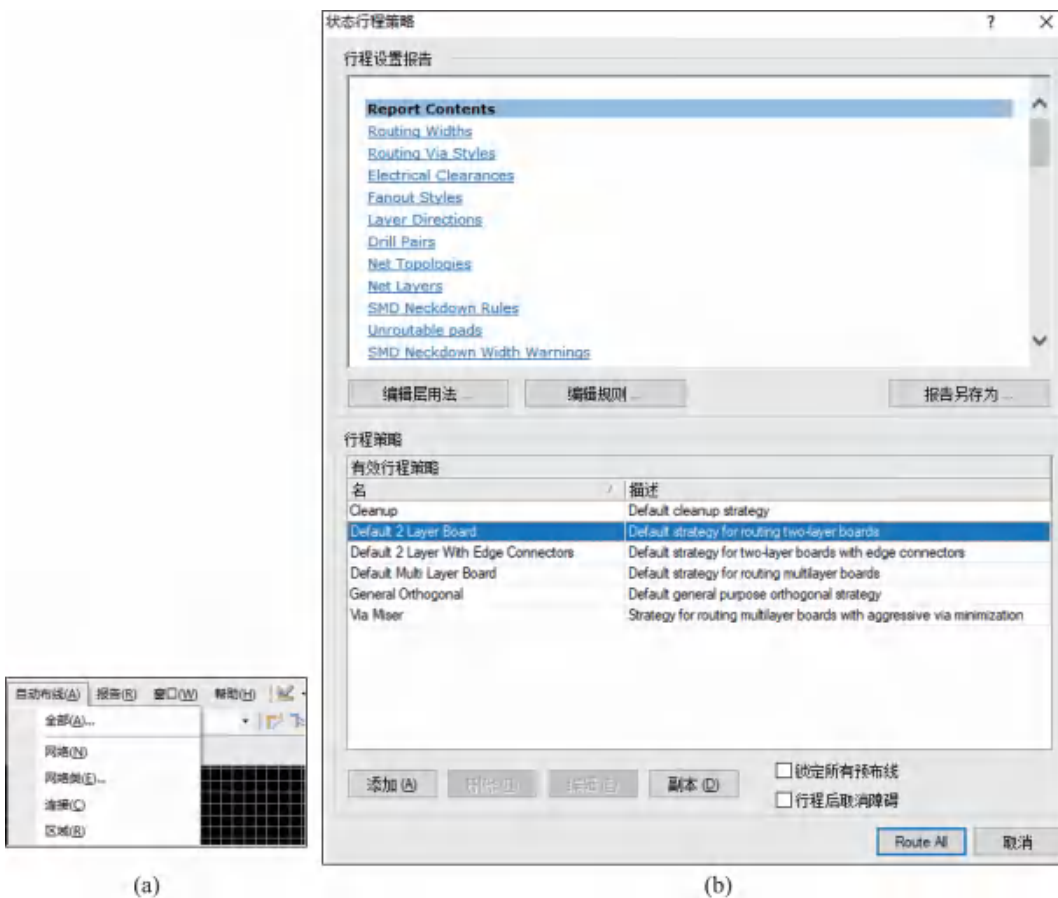 状态行程策略 ? ×
行程设置报告
Report Contents
Routing Widths
Routing Via Styles
Electrical Clearances
Fanout Styles
Layer Directions
Drill Pairs
Net Topologies
Net Layers
SMD Neckdown Rules
Unroutable pads
SMD Neckdown Width Warnings
编辑层用法 ...
编辑规则 ...
报告另存为 ...
行程策略
有效行程策略
名 描述
Cleanup Default cleanup strategy
Default 2 Layer Board Default strategy for routing two-layer boards
Default 2 Layer With Edge Connectors Default strategy for two-layer boards with edge connectors
Default Multi Layer Board Default strategy for routing multilayer boards
General Orthogonal Default general purpose orthogonal strategy
Via Miser Strategy for routing multilayer boards with aggressive via minimization
添加(A)
删除(R)
编辑(E)
副本(D)
锁定所有预布线
行程后取消障碍
Route All
取消
自动布线(A) 报告(R) 窗口(W) 帮助(H)
全部(A)...
网络(N)
网络类(E)...
连接(C)
区域(R)
(a)
(b)